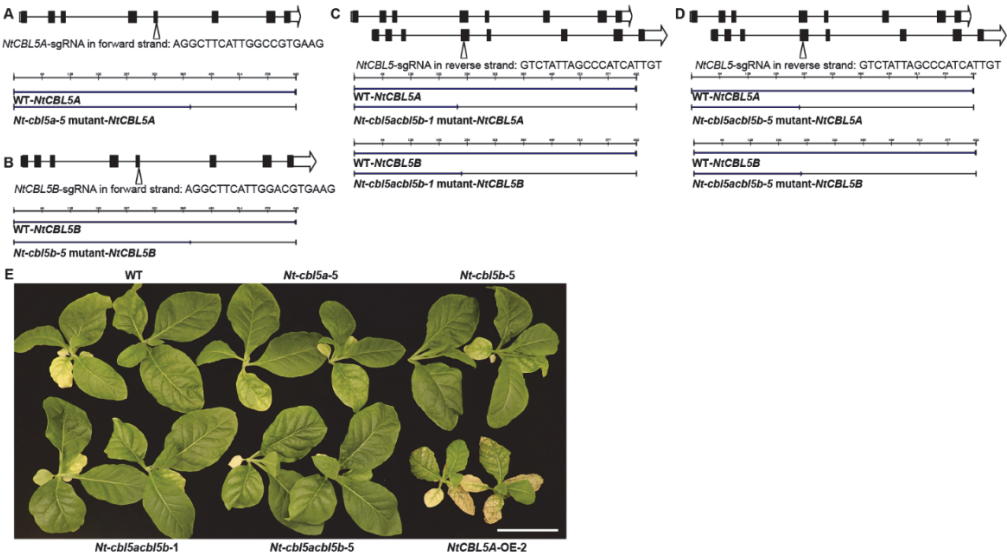 A
NtCBL5A-sgRNA in forward strand: AGGCTTCATTGGCCGTGAAG
WT-NtCBL5A
Nt-cbl5a-5 mutant-NtCBL5A
B
NtCBL5B-sgRNA in forward strand: AGGCTTCATTGGACGTGAAG
WT-NtCBL5B
Nt-cbl5b-5 mutant-NtCBL5B
C
NtCBL5-sgRNA in reverse strand: GTCTATTAGCCCATCATTGT
WT-NtCBL5A
Nt-cbl5acbl5b-1 mutant-NtCBL5A
WT-NtCBL5B
Nt-cbl5acbl5b-1 mutant-NtCBL5B
D
NtCBL5-sgRNA in reverse strand: GTCTATTAGCCCATCATTGT
WT-NtCBL5A
Nt-cbl5acbl5b-5 mutant-NtCBL5A
WT-NtCBL5B
Nt-cbl5acbl5b-5 mutant-NtCBL5B
E
WT Nt-cbl5a-5 Nt-cbl5b-5
Nt-cbl5acbl5b-1 Nt-cbl5acbl5b-5 NtCBL5A-OE-2